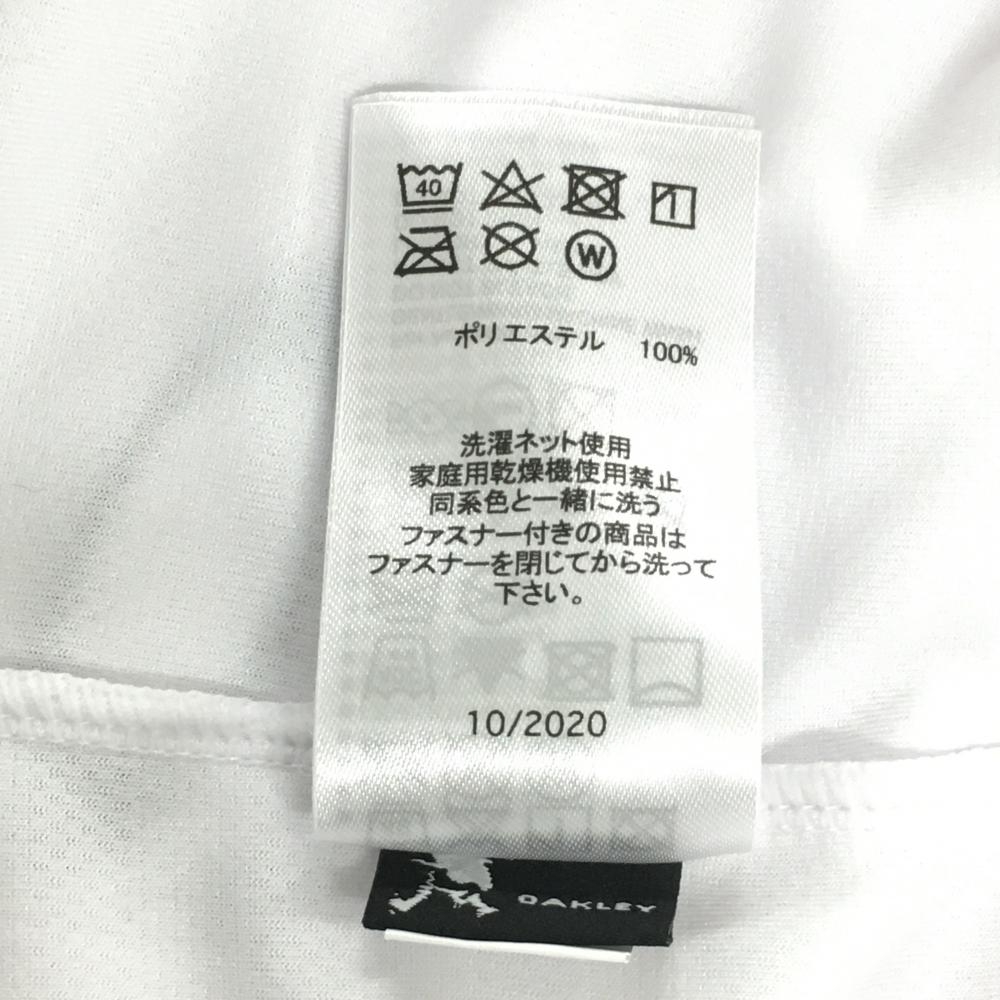 40
W
ポリエステル 100%
洗濯ネット使用
家庭用乾燥機使用禁止
同系色と一緒に洗う
ファスナー付きの商品は
ファスナーを閉じてから洗って
下さい。
10/2020
OAKLEY